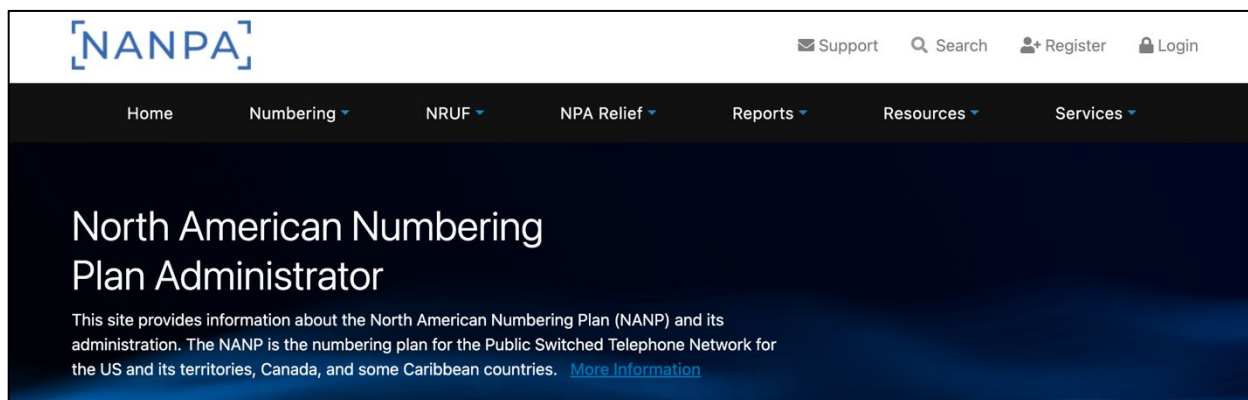 NANPA
Support Search Register Login
Home Numbering NRUF NPA Relief Reports Resources Services
North American Numbering
Plan Administrator
This site provides information about the North American Numbering Plan (NANP) and its
administration. The NANP is the numbering plan for the Public Switched Telephone Network for
the US and its territories, Canada, and some Caribbean countries. More Information